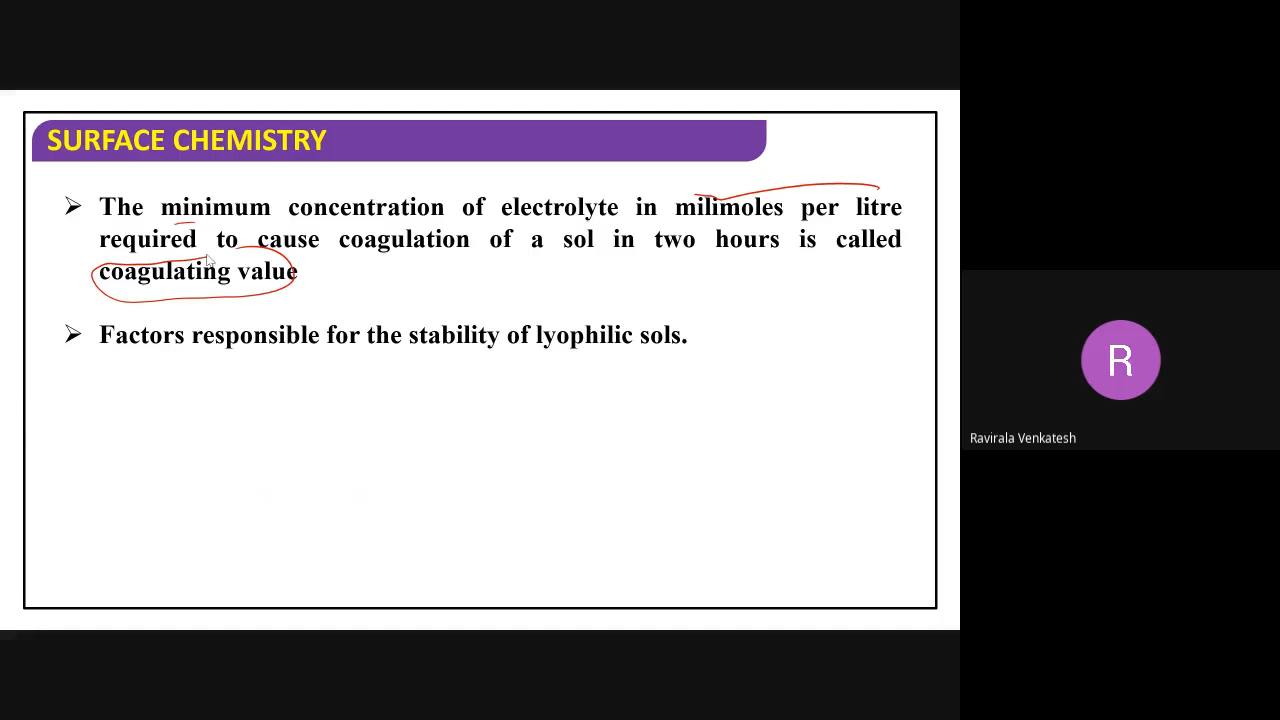 SURFACE CHEMISTRY
➢ The minimum concentration of electrolyte in milimoles per litre
required to cause coagulation of a sol in two hours is called
coagulating value
➢ Factors responsible for the stability of lyophilic sols.
R
Ravirala Venkatesh